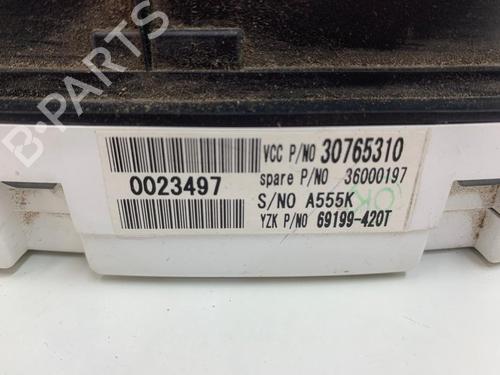 B-PARTS
0023497
VCC P/NO 30765310
spare P/NO 36000197
S/NO A555K
YZK P/NO 69199-420T
OK